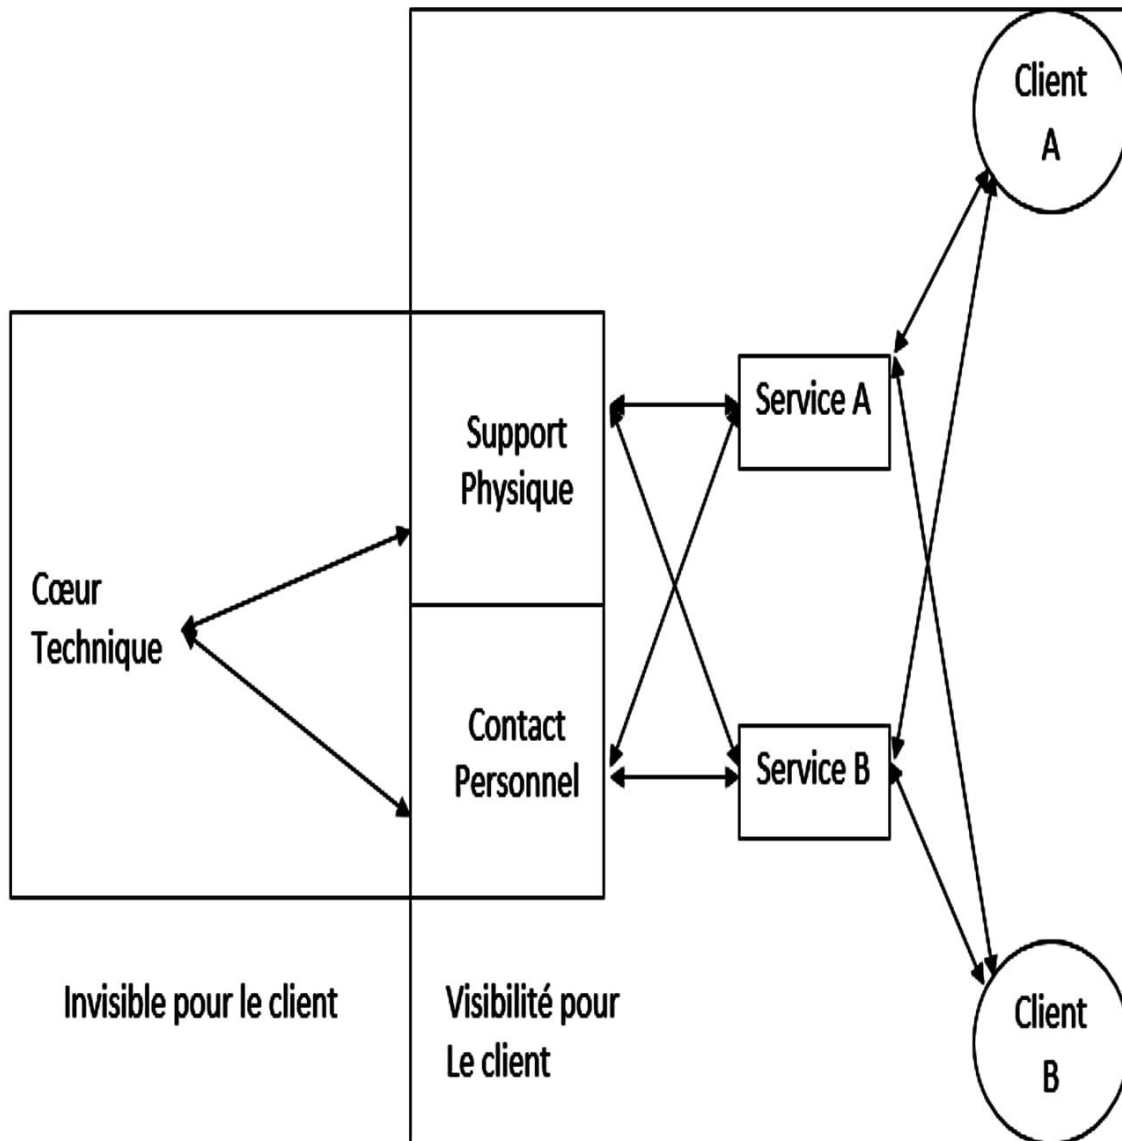 Client
A
Service A
Support
Physique
Cœur
Technique
Contact
Personnel
Service B
Invisible pour le client
Visibilité pour
Le client
Client
B